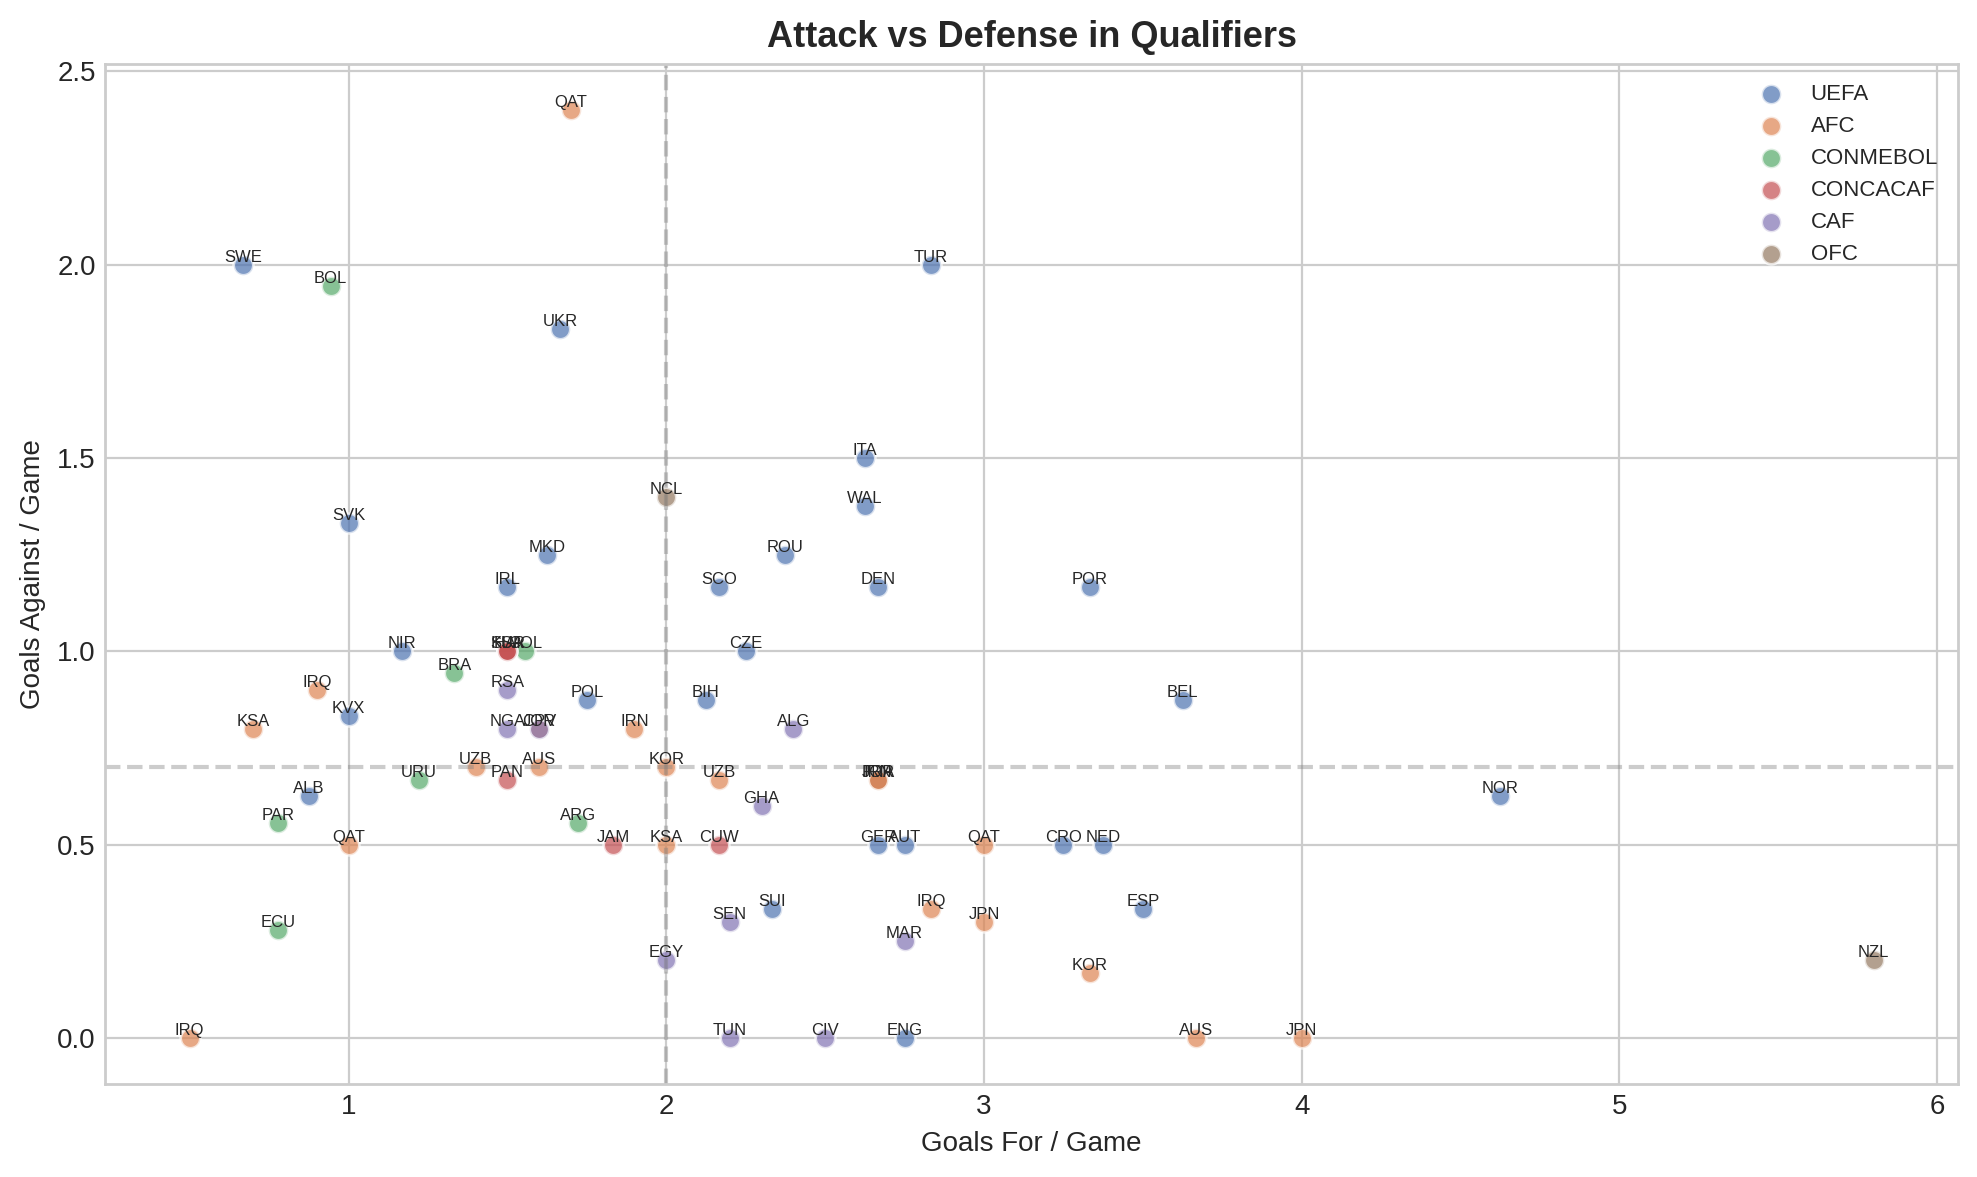 Attack vs Defense in Qualifiers
2.5
QAT
UEFA
AFC
CONMEBOL
CONCACAF
CAF
OFC
2.0
SWE
BOL
TUR
UKR
1.5
ITA
WAL
NCL
SVK
MKD
ROU
IRL
SCO
DEN
POR
1.0
NIR
CZE
BRA
IRQ
RSA
POL
BIH
BEL
KSA
KVX
NGA
IRN
ALG
UZB
AUS
KOR
URU
PAN
UZB
ALB
GHA
NOR
PAR
ARG
0.5
QAT
JAM
KSA
CUW
GER
AUT
QAT
CRO
NED
ECU
SEN
SUI
IRQ
JPN
ESP
MAR
EGY
KOR
NZL
0.0
IRQ
TUN
CIV
ENG
AUS
JPN
1
2
3
4
5
6
Goals For / Game
Goals Against / Game